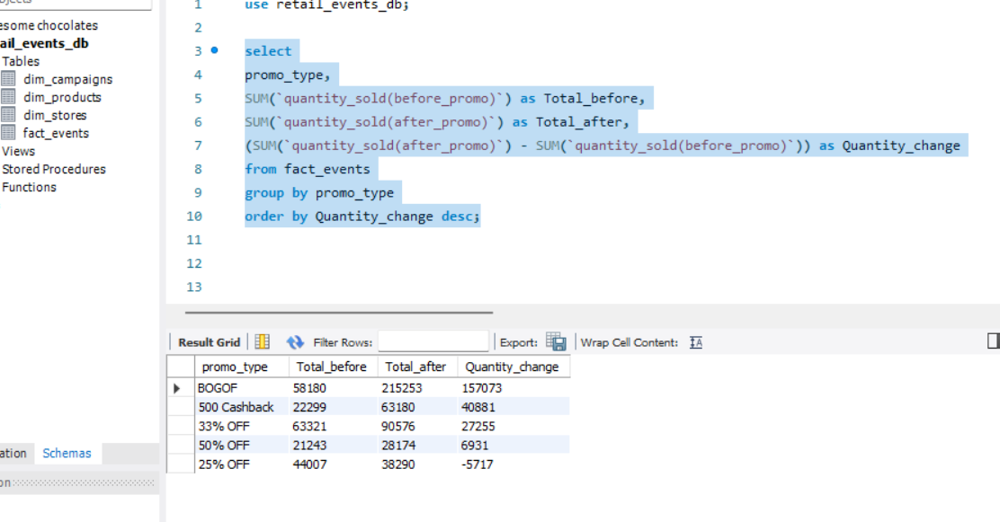 esome chocolates
ail_events_db
Tables
dim_campaigns
dim_products
dim_stores
fact_events
Views
Stored Procedures
Functions
ation Schemas
1 use retail_events_db;
2
3 select
4 promo_type,
5 SUM(`quantity_sold(before_promo)`) as Total_before,
6 SUM(`quantity_sold(after_promo)`) as Total_after,
7 (SUM(`quantity_sold(after_promo)`) - SUM(`quantity_sold(before_promo)`)) as Quantity_change
8 from fact_events
9 group by promo_type
10 order by Quantity_change desc;
11
12
13
Result Grid Filter Rows: Export: Wrap Cell Content:
promo_type Total_before Total_after Quantity_change
BOGOF 58180 215253 157073
500 Cashback 22299 63180 40881
33% OFF 63321 90576 27255
50% OFF 21243 28174 6931
25% OFF 44007 38290 -5717